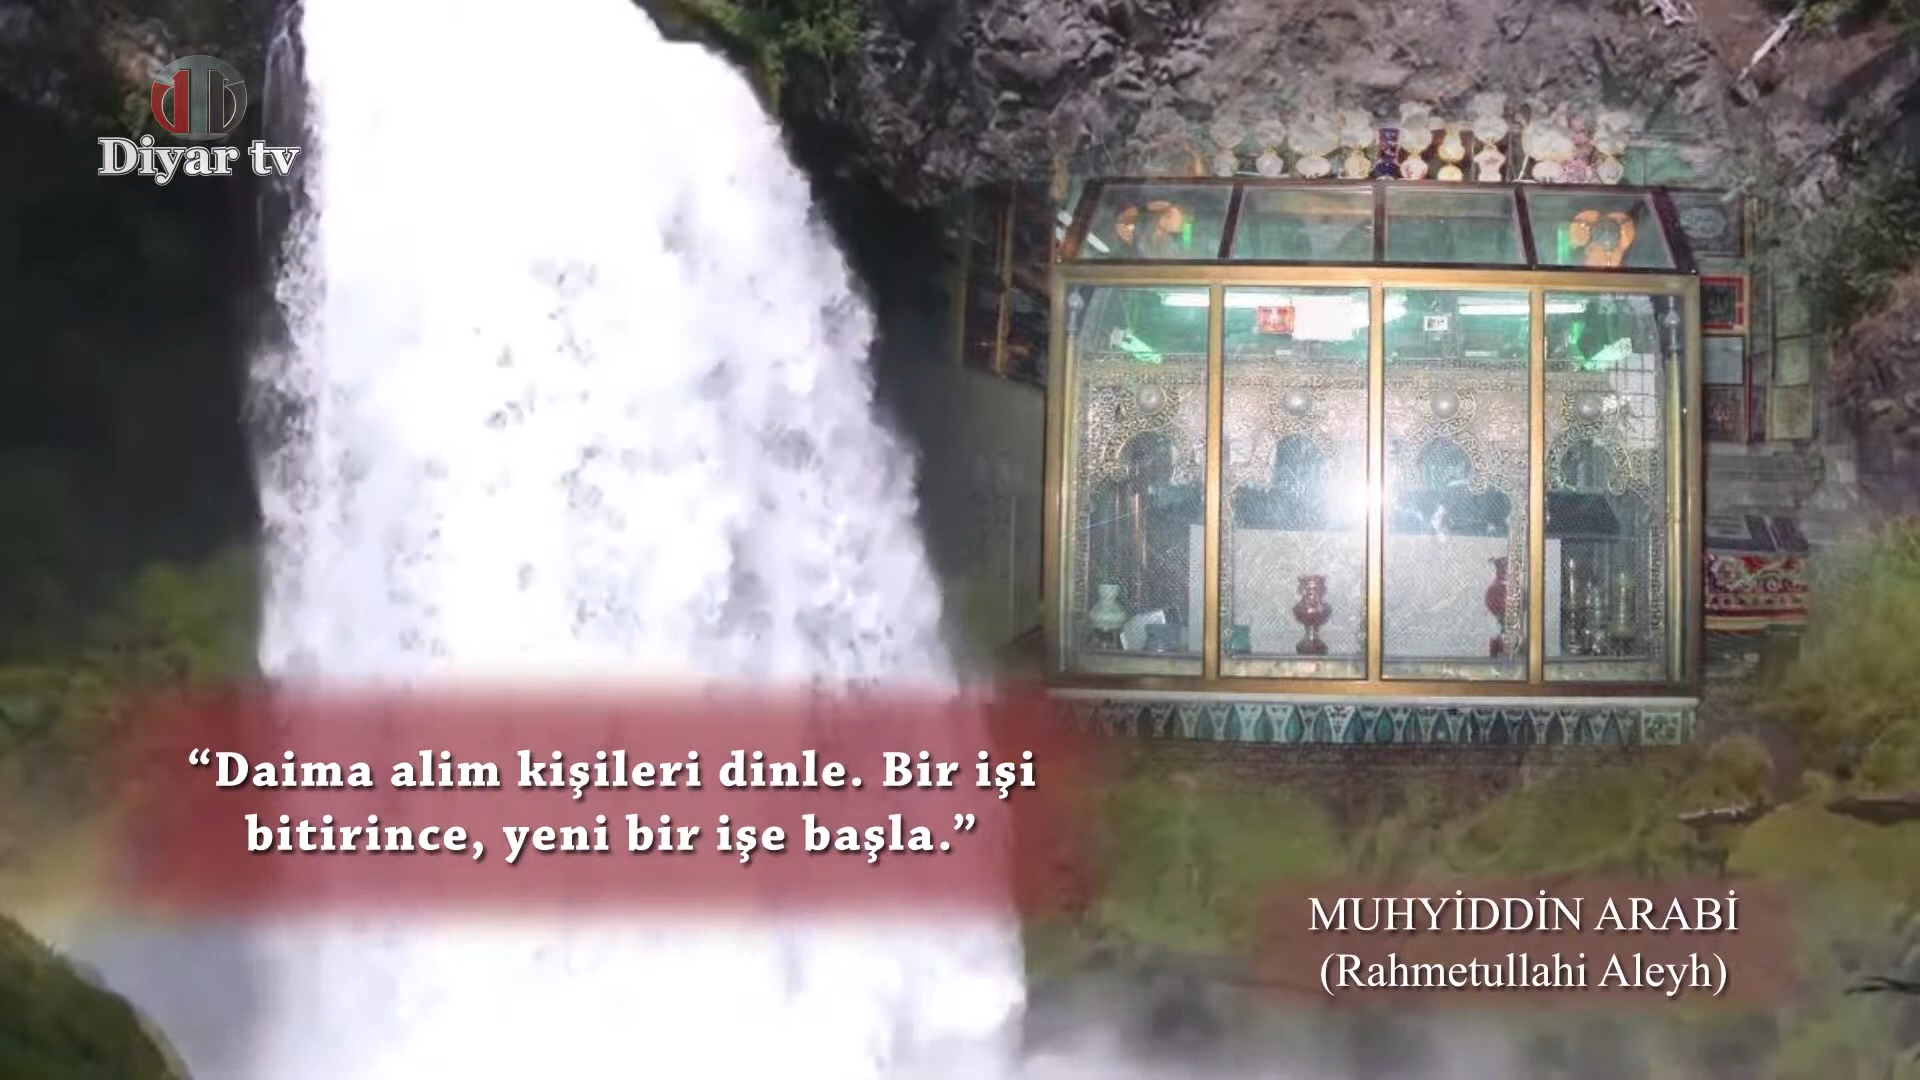 Diyar tv
“Daima alim kişileri dinle. Bir işi
bitirince, yeni bir işe başla.”
MUHYİDDİN ARABİ
(Rahmetullahi Aleyh)